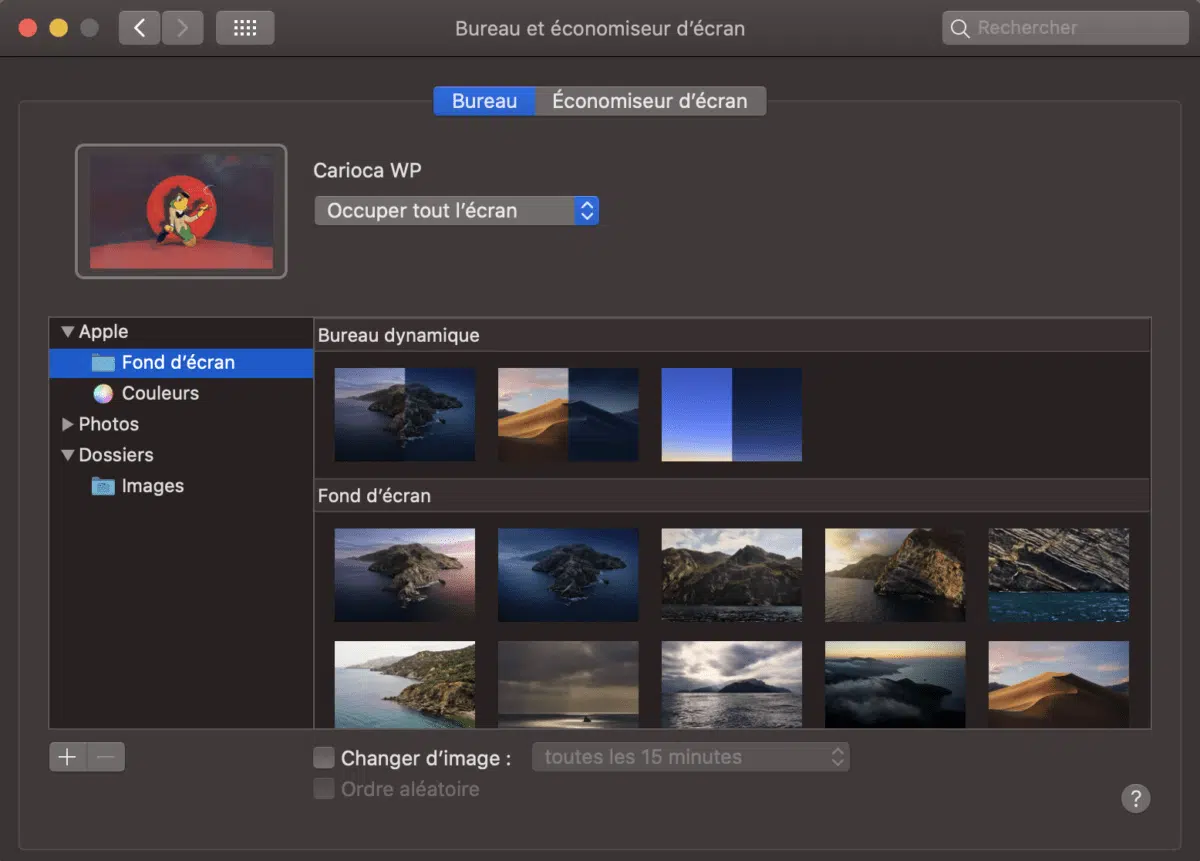 Bureau et économiseur d’écran
Rechercher
Bureau
Économiseur d’écran
Carioca WP
Occuper tout l’écran
Apple
Fond d’écran
Couleurs
Photos
Dossiers
Images
Bureau dynamique
Fond d’écran
Changer d’image :
toutes les 15 minutes
Ordre aléatoire
?